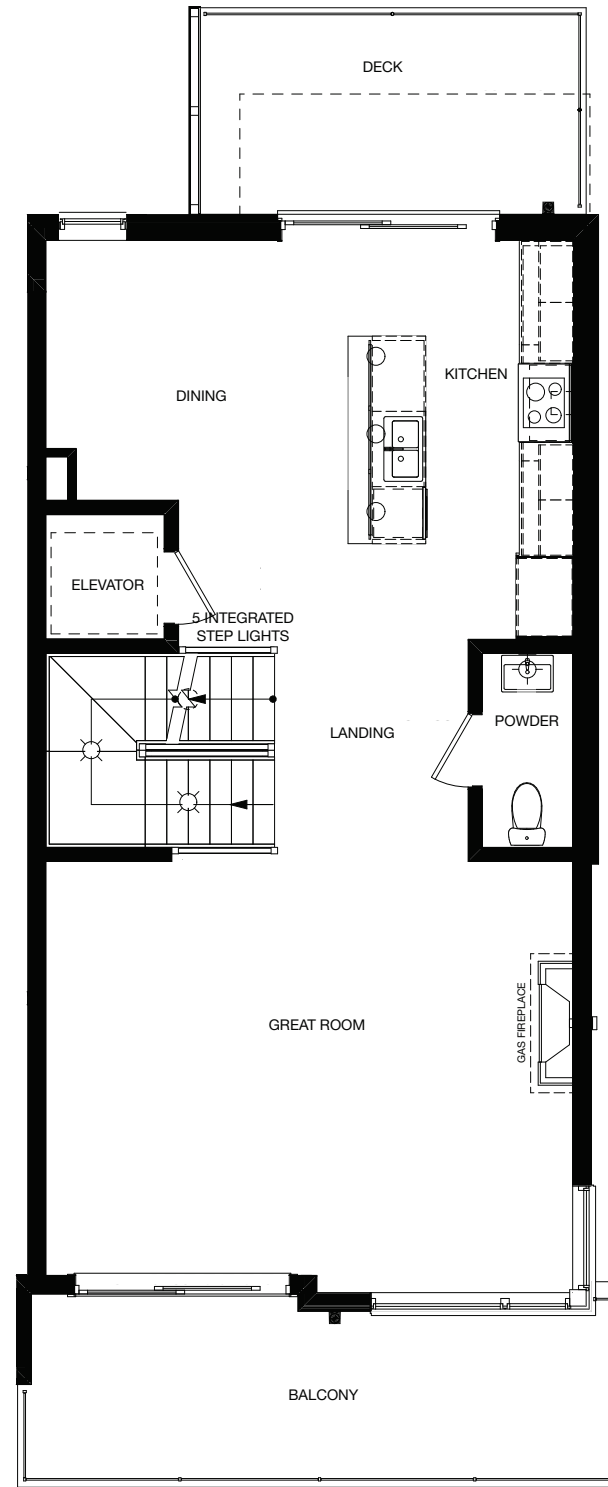 DECK
KITCHEN
DINING
ELEVATOR
5 INTEGRATED
STEP LIGHTS
LANDING
POWDER
GREAT ROOM
GAS FIREPLACE
BALCONY